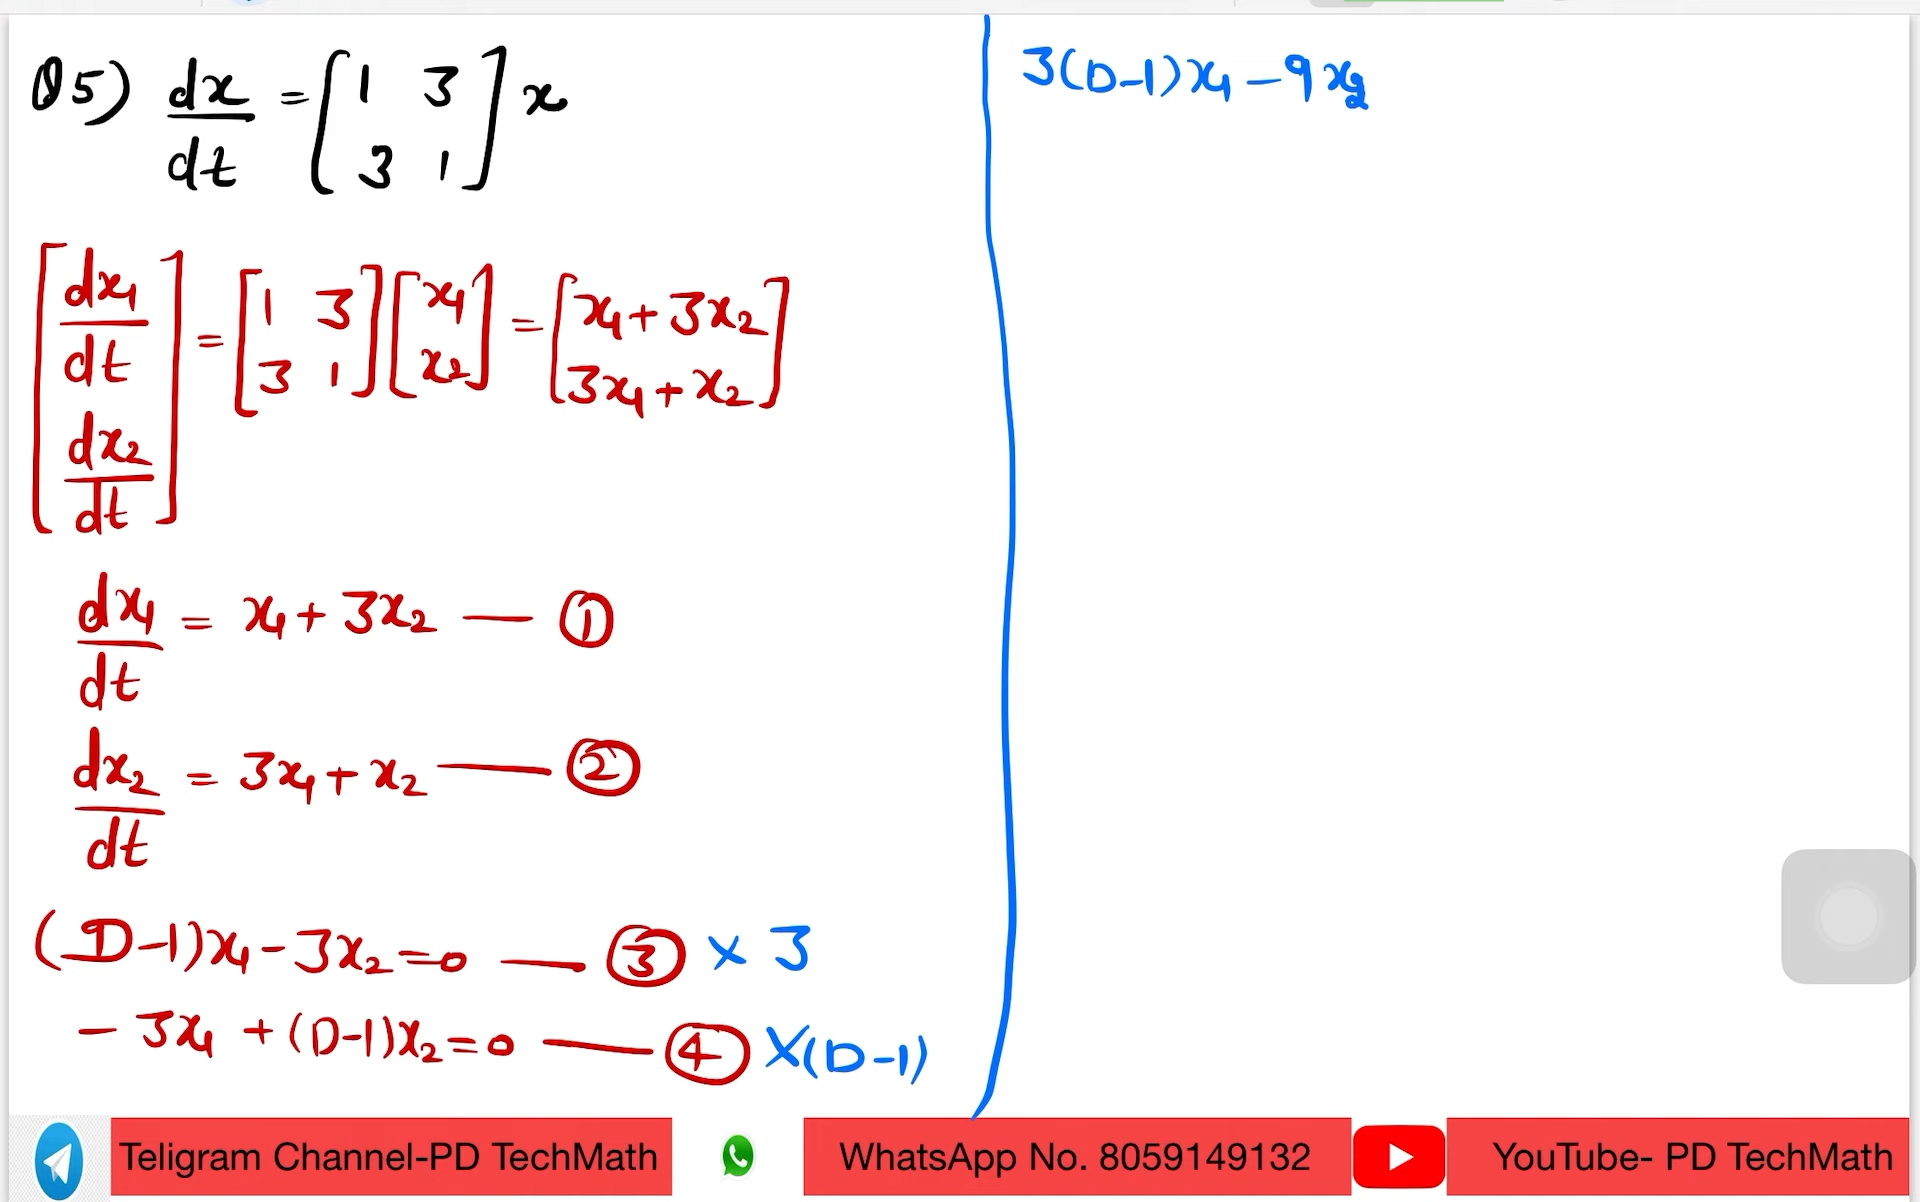 Q5) dx/dt = [1 3; 3 1] x
[dx₁/dt; dx₂/dt] = [1 3; 3 1] [x₁; x₂] = [x₁ + 3x₂; 3x₁ + x₂]
dx₁/dt = x₁ + 3x₂ — ①
dx₂/dt = 3x₁ + x₂ — ②
(D-1)x₁ - 3x₂ = 0 — ③ × 3
- 3x₁ + (D-1)x₂ = 0 — ④ ×(D-1)
3(D-1)x₁ - 9x₂
Teligram Channel-PD TechMath
WhatsApp No. 8059149132
YouTube- PD TechMath